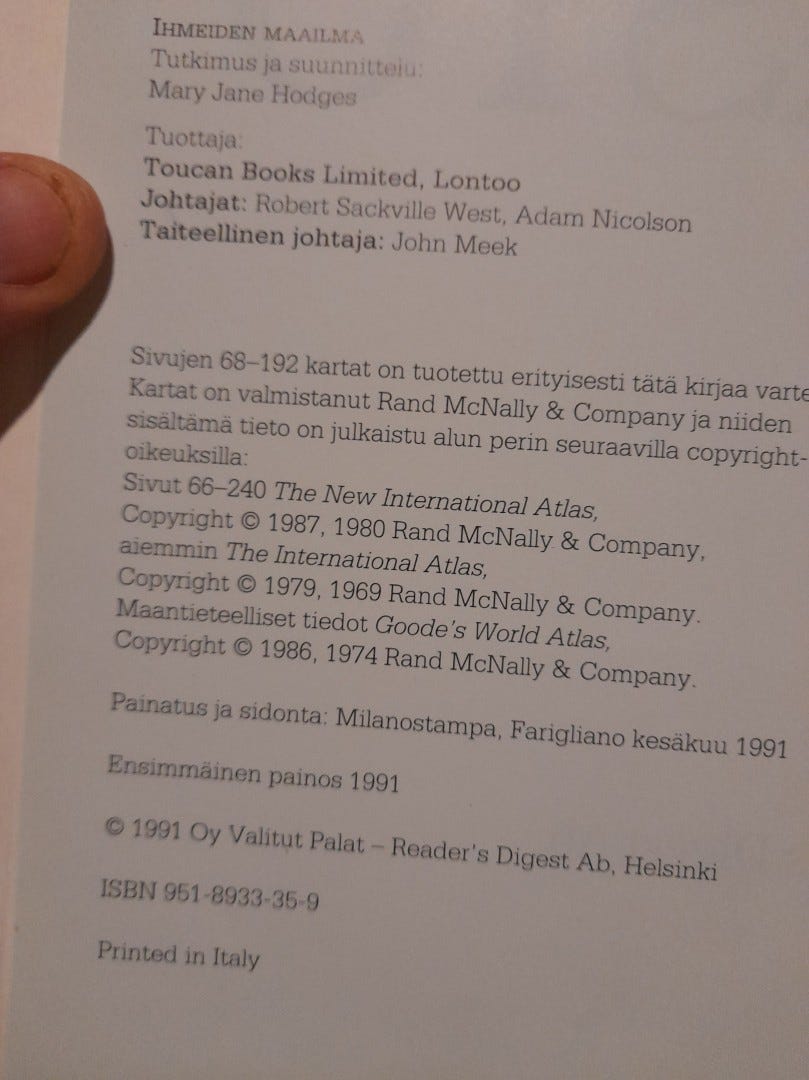 IHMEIDEN MAAILMA
Tutkimus ja suunnittelu:
Mary Jane Hodges
Tuottaja:
Toucan Books Limited, Lontoo
Johtajat: Robert Sackville West, Adam Nicolson
Taiteellinen johtaja: John Meek
Sivujen 68–192 kartat on tuotettu erityisesti tätä kirjaa varte
Kartat on valmistanut Rand McNally & Company ja niiden
sisältämä tieto on julkaistu alun perin seuraavilla copyright-
oikeuksilla:
Sivut 66–240 The New International Atlas,
Copyright © 1987, 1980 Rand McNally & Company,
aiemmin The International Atlas,
Copyright © 1979, 1969 Rand McNally & Company.
Maantieteelliset tiedot Goode's World Atlas,
Copyright © 1986, 1974 Rand McNally & Company.
Painatus ja sidonta: Milanostampa, Farigliano kesäkuu 1991
Ensimmäinen painos 1991
© 1991 Oy Valitut Palat – Reader's Digest Ab, Helsinki
ISBN 951-8933-35-9
Printed in Italy